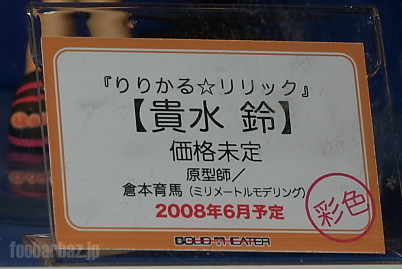 『りりかる☆リリック』
【貴水 鈴】
価格未定
原型師／
倉本育馬（ミリメートルモデリング）
2008年6月予定
彩色
foobarbaz.jp